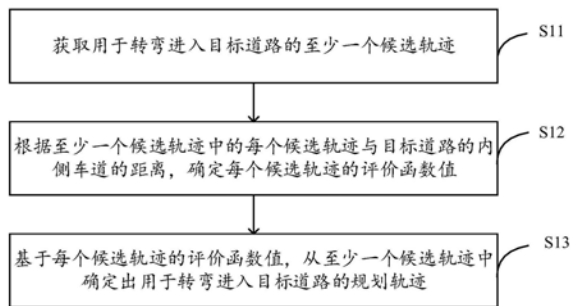 获取用于转弯进入目标道路的至少一个候选轨迹
S11
根据至少一个候选轨迹中的每个候选轨迹与目标道路的内
侧车道的距离，确定每个候选轨迹的评价函数值
S12
基于每个候选轨迹的评价函数值，从至少一个候选轨迹中
确定出用于转弯进入目标道路的规划轨迹
S13